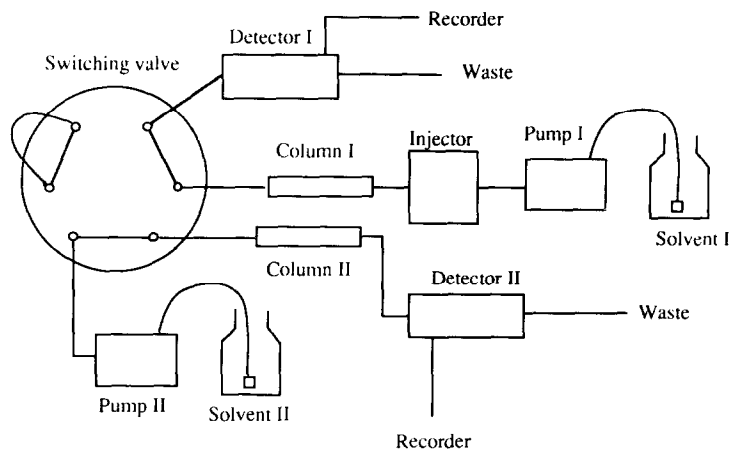 Recorder
Detector I
Switching valve
Waste
Column I
Injector
Pump I
Solvent I
Column II
Detector II
Waste
Pump II
Solvent II
Recorder